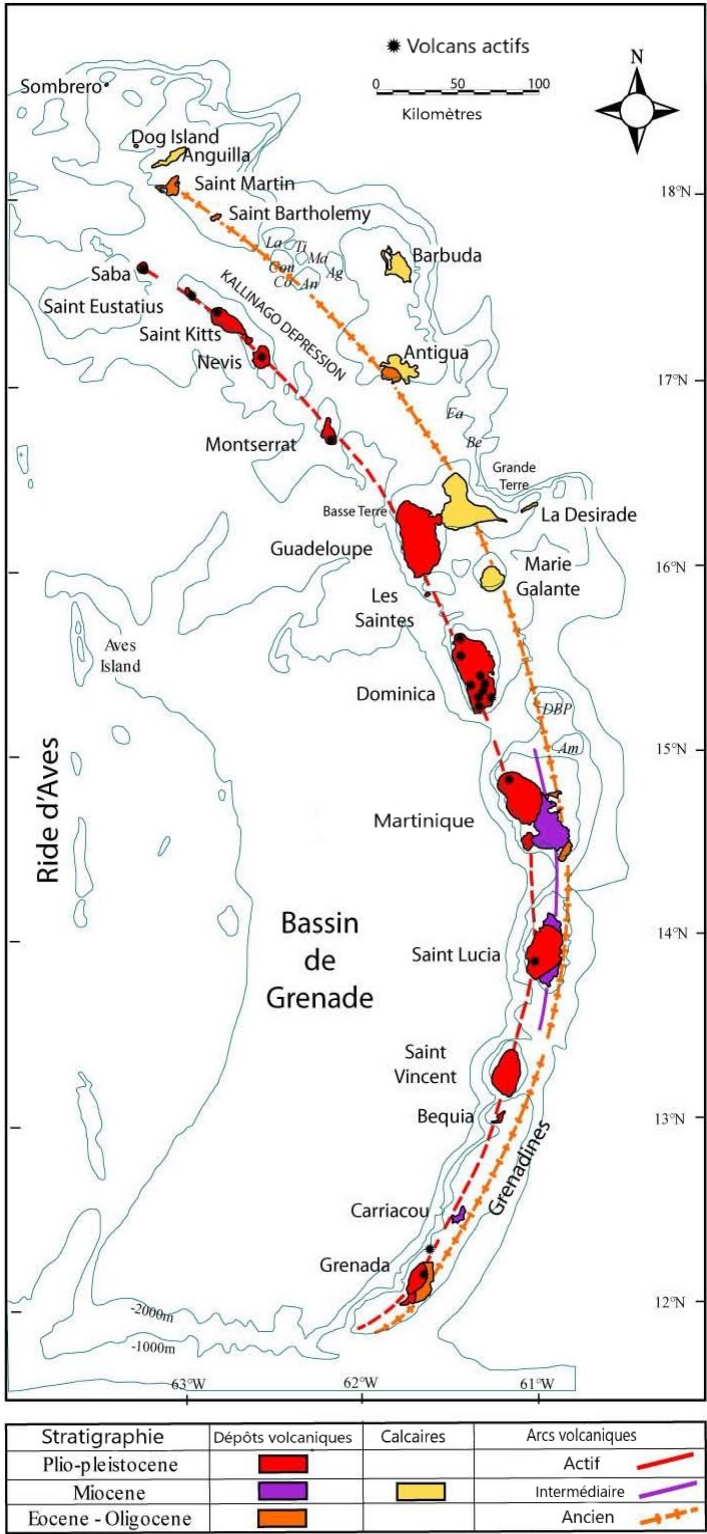 Volcans actifs
0 50 100
Kilomètres
N
Sombrero
Dog Island
Anguilla
Saint Martin
18°N
Saint Bartholemy
La Ti
Ma
Con Ag
Co An
Barbuda
Saba
KALLINAGO DEPRESSION
Saint Eustatius
Saint Kitts
Nevis
Antigua
17°N
Ea
Be
Montserrat
Grande
Terre
Basse Terre
La Desirade
Guadeloupe
Marie
Galante
16°N
Les
Saintes
Aves
Island
Dominica
DBP
Am
15°N
Ride d'Aves
Martinique
Bassin
de
Grenade
Saint Lucia
14°N
Saint
Vincent
Bequia
13°N
Grenadines
Carriacou
Grenada
12°N
-2000m
-1000m
63°W 62°W 61°W
Stratigraphie Dépôts volcaniques Calcaires Arcs volcaniques
Plio-pleistocene Actif
Miocene Intermédiaire
Eocene - Oligocene Ancien